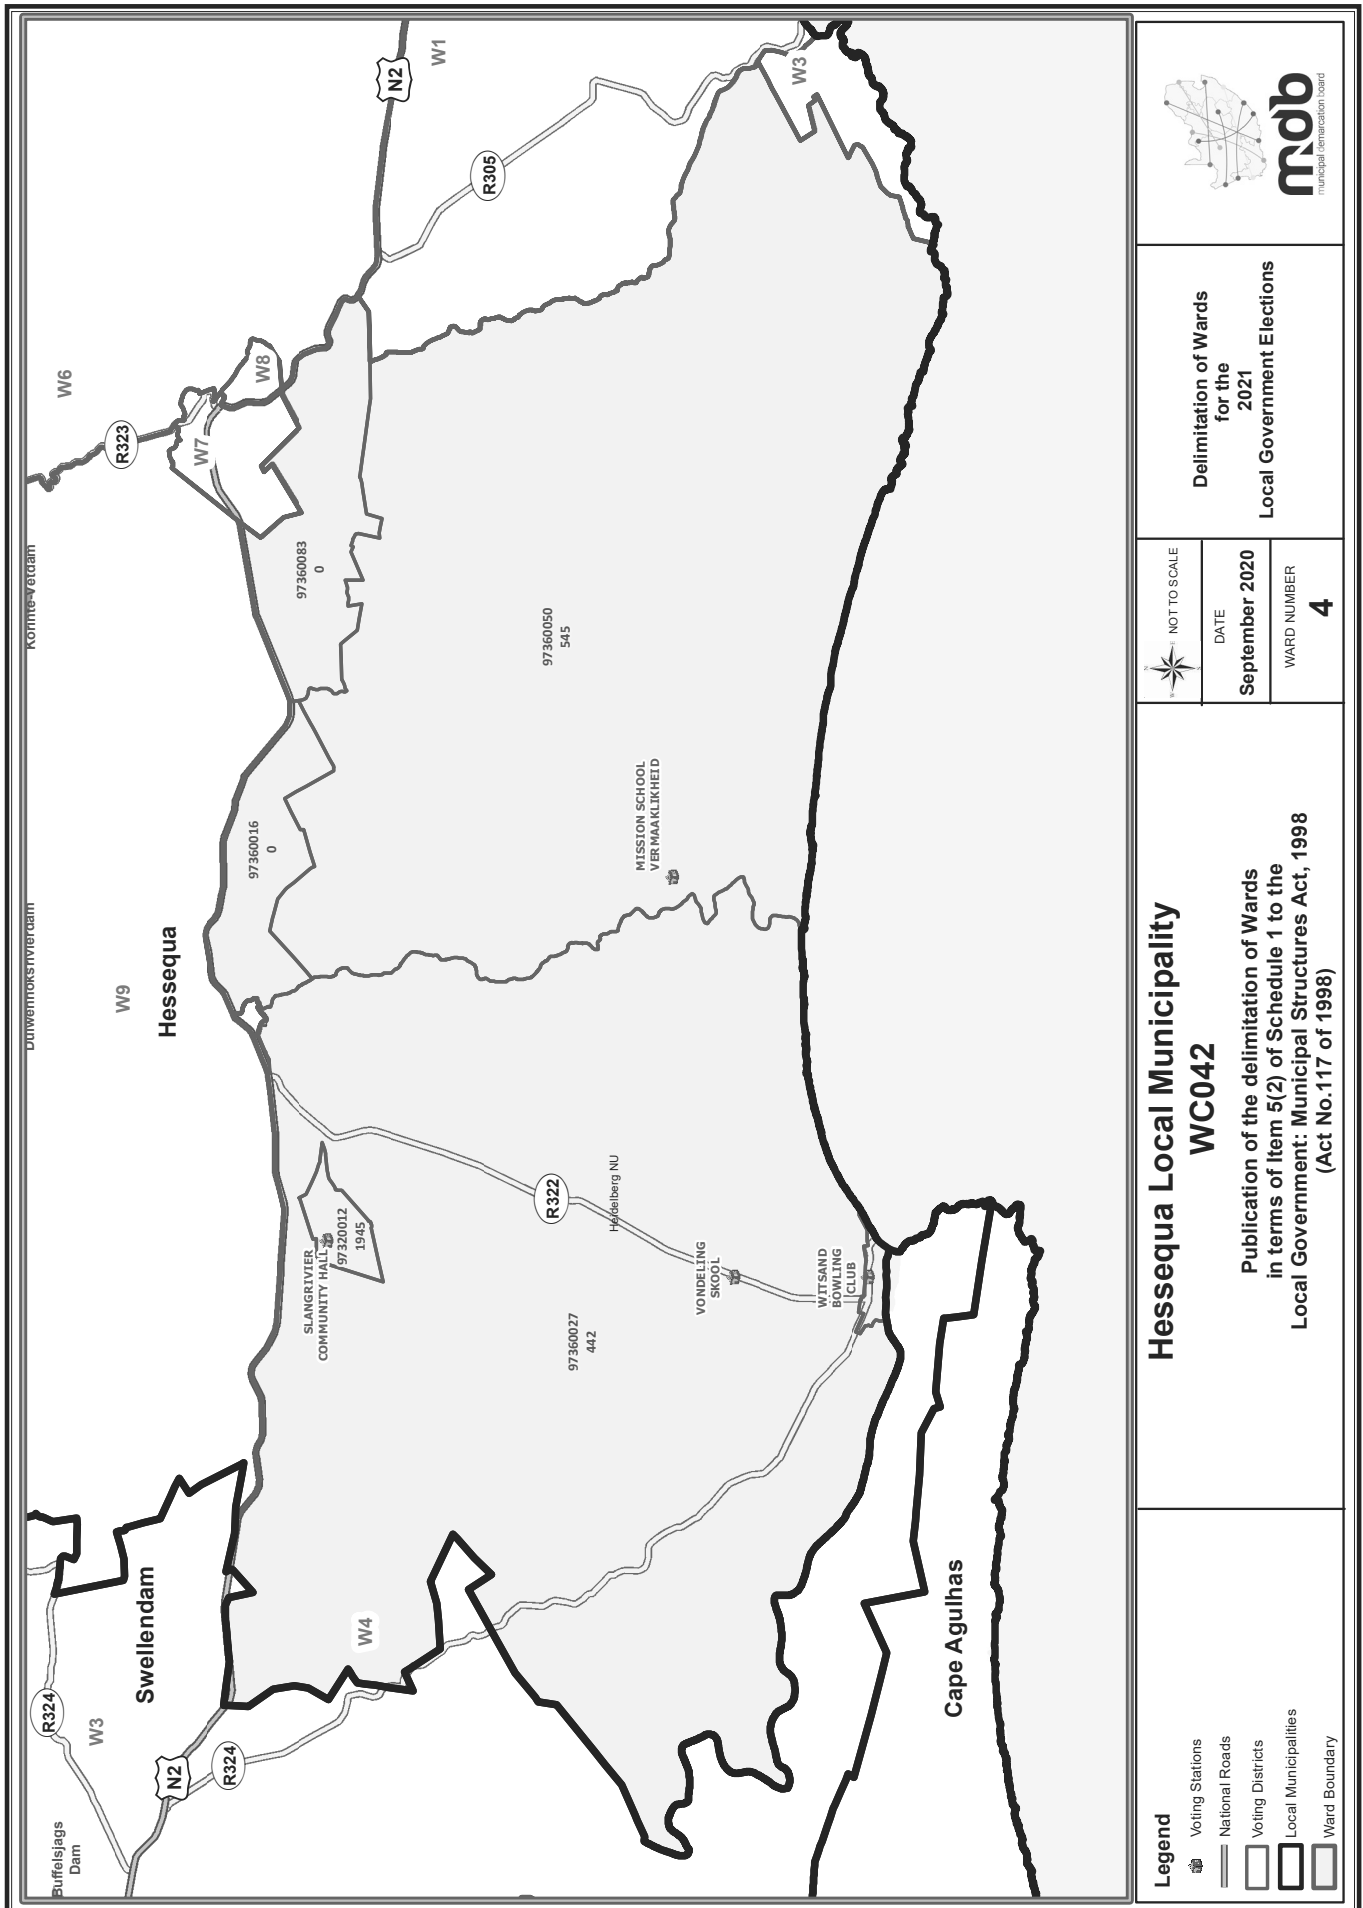 Korinte-Vetdam
Duiwenhoksrivierdam
Buffelsjags
Dam
W6
W1
W9
W3
W7
W8
W3
W4
N2
N2
R323
R305
R322
R324
R324
Hessequa
Swellendam
Cape Agulhas
97360083
0
97360016
0
97360050
545
97320012
1945
97360027
442
MISSION SCHOOL
VERMAAKLIKHEID
SLANGRIVIER
COMMUNITY HALL
VONDELING
SKOOL
WITSAND
BOWLING
CLUB
Heidelberg NU
Legend
Voting Stations
National Roads
Voting Districts
Local Municipalities
Ward Boundary
Hessequa Local Municipality
WC042
Publication of the delimitation of Wards
in terms of Item 5(2) of Schedule 1 to the
Local Government: Municipal Structures Act, 1998
(Act No.117 of 1998)
N
E
S
W
NOT TO SCALE
DATE
September 2020
WARD NUMBER
4
Delimitation of Wards
for the
2021
Local Government Elections
mdb
municipal demarcation board